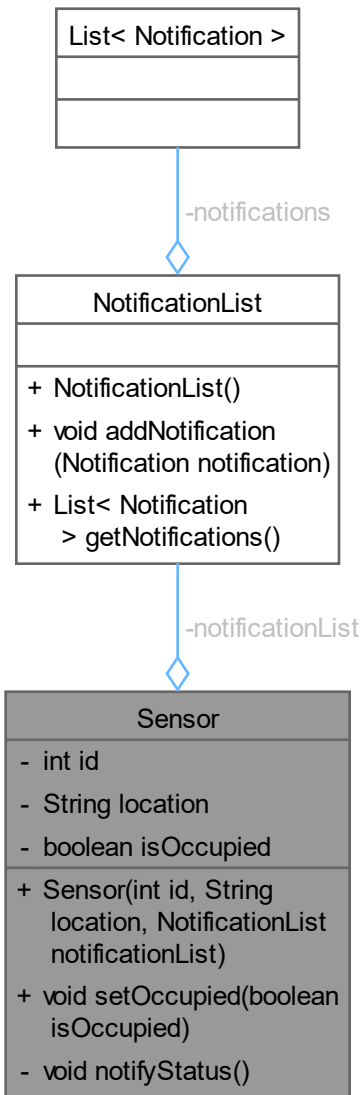 List< Notification >
-notifications
NotificationList
+ NotificationList()
+ void addNotification
(Notification notification)
+ List< Notification
> getNotifications()
-notificationList
Sensor
- int id
- String location
- boolean isOccupied
+ Sensor(int id, String
location, NotificationList
notificationList)
+ void setOccupied(boolean
isOccupied)
- void notifyStatus()